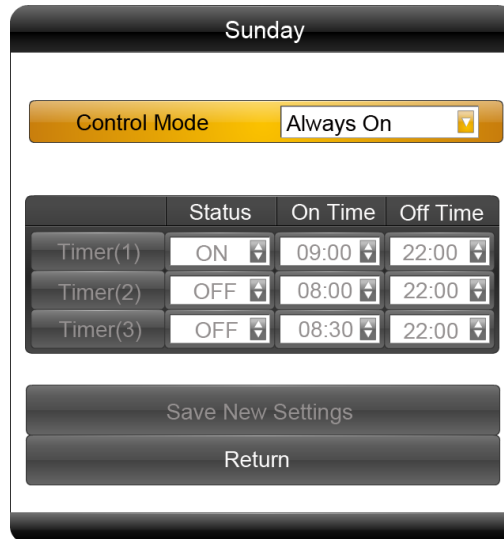 Sunday
Control Mode Always On
Status On Time Off Time
Timer(1) ON 09:00 22:00
Timer(2) OFF 08:00 22:00
Timer(3) OFF 08:30 22:00
Save New Settings
Return